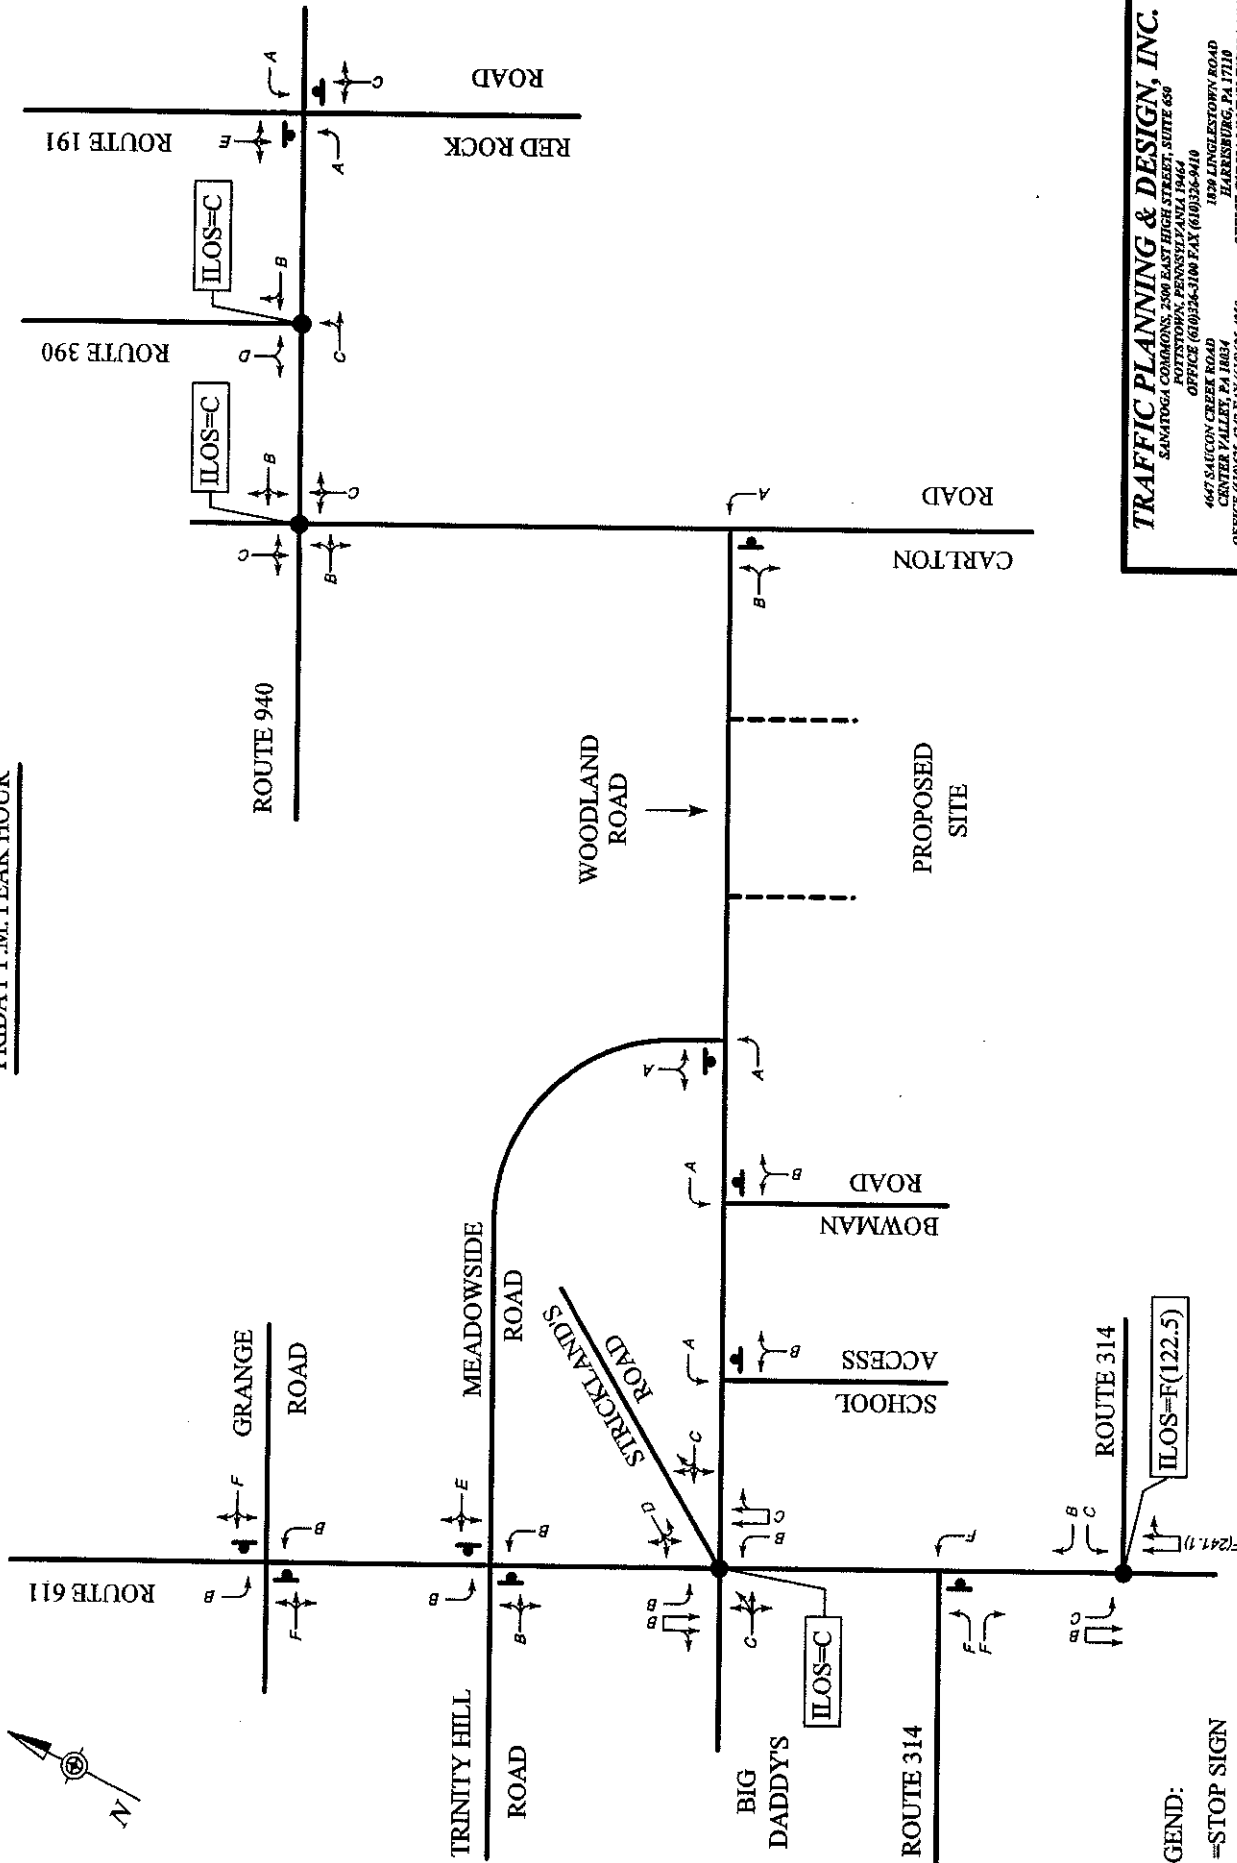 FRIDAY P.M. PEAK HOUR
TRAFFIC PLANNING & DESIGN, INC.
SANATOGA COMMONS, 2500 EAST HIGH STREET, SUITE 650
POTTSTOWN, PENNSYLVANIA 19464
OFFICE (610)326-3100 FAX (610)326-9410
4647 SAUCON CREEK ROAD
CENTER VALLEY, PA 18034
1820 LINGLESTOWN ROAD
HARRISBURG, PA 17110
N
ROUTE 611
GRANGE
ROAD
F
B
B
F
TRINITY HILL
ROAD
MEADOWSIDE
ROAD
E
B
B
B
STRICKLAND'S
ROAD
D
C
B
B
C
B
C
BIG
DADDY'S
ILOS=C
SCHOOL
ACCESS
A
B
BOWMAN
ROAD
A
B
A
A
WOODLAND
ROAD
PROPOSED
SITE
CARLTON
ROAD
A
B
ROUTE 940
ILOS=C
C
B
B
C
ROUTE 390
ILOS=C
D
B
C
ROUTE 191
RED ROCK
ROAD
E
A
A
C
ROUTE 314
F
F
F
ROUTE 314
ILOS=F(122.5)
B
C
B
C
F(241.1)
GEND:
=STOP SIGN